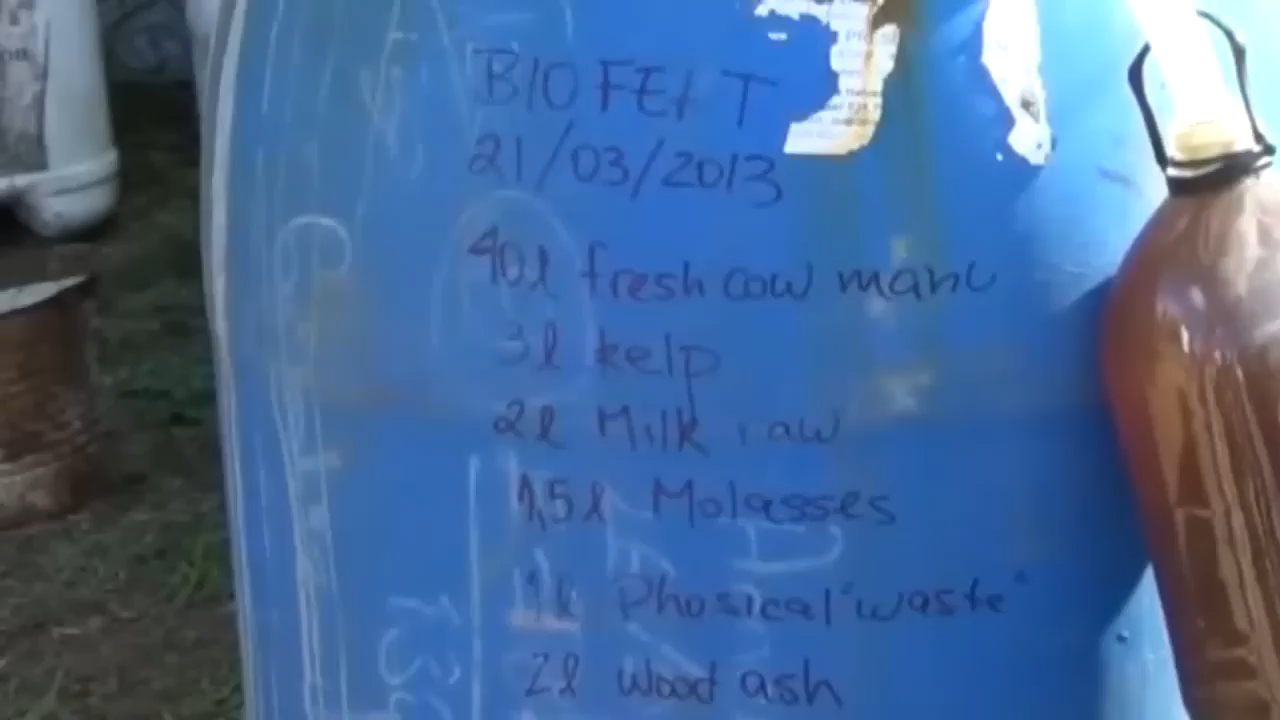 BIOFERT
21/03/2013
40l fresh cow manu
3l kelp
2l Milk raw
1,5l Molasses
1k Phosical "waste"
2l wood ash